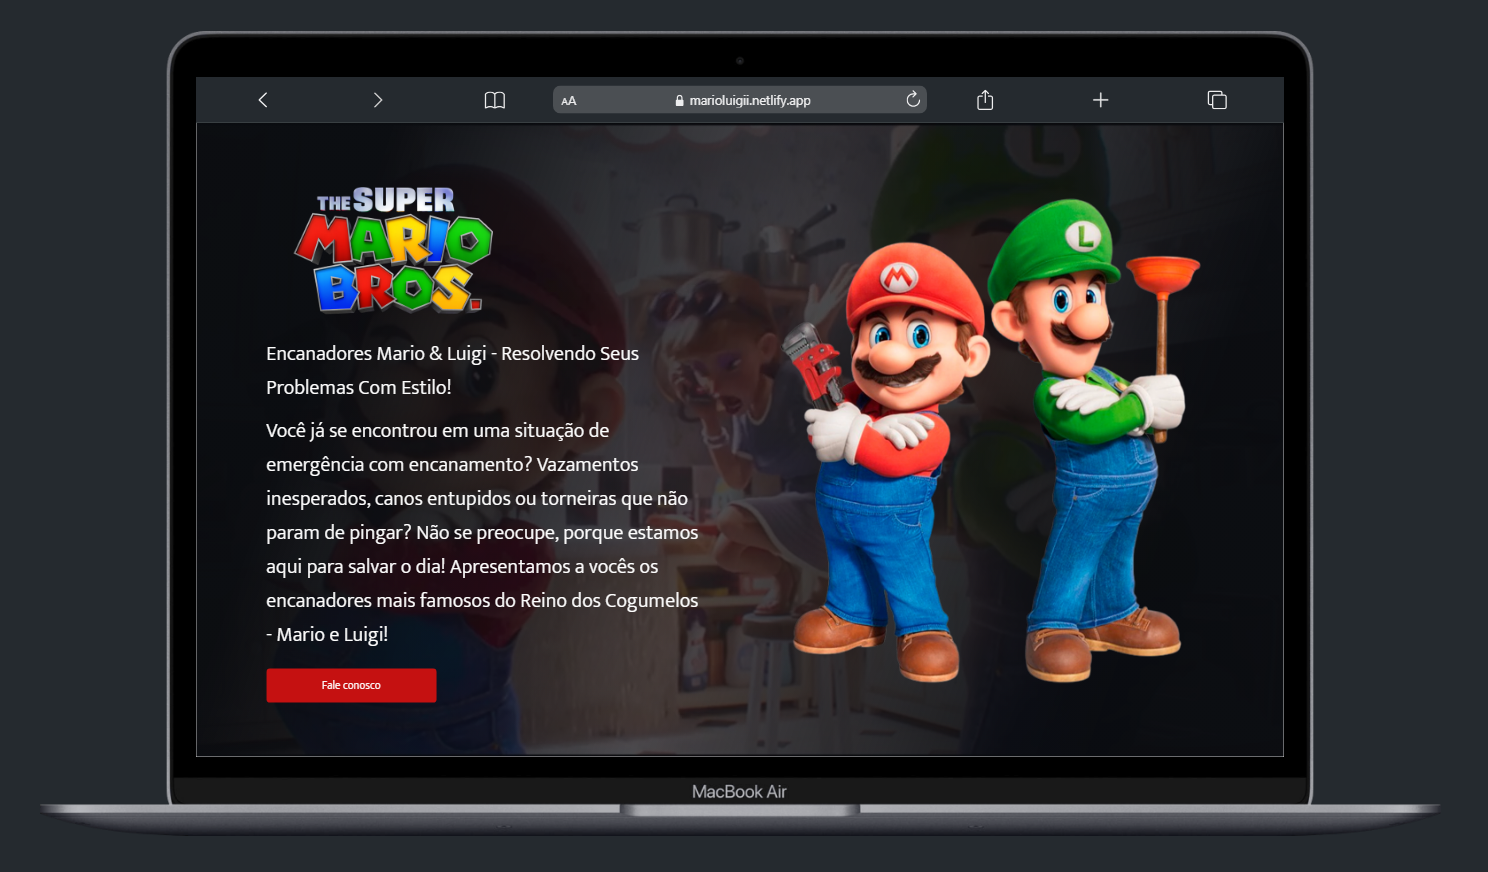 AA
marioluigii.netlify.app
L
THE SUPER
MARIO
BROS.
L
M
Encanadores Mario & Luigi - Resolvendo Seus
Problemas Com Estilo!
Você já se encontrou em uma situação de
emergência com encanamento? Vazamentos
inesperados, canos entupidos ou torneiras que não
param de pingar? Não se preocupe, porque estamos
aqui para salvar o dia! Apresentamos a vocês os
encanadores mais famosos do Reino dos Cogumelos
- Mario e Luigi!
Fale conosco
MacBook Air